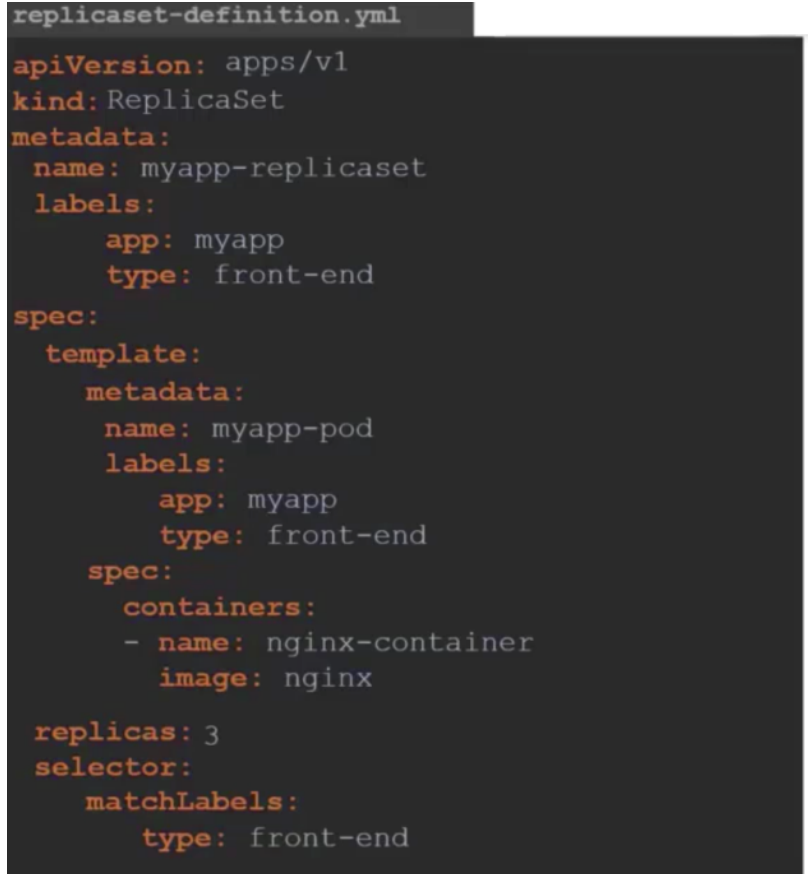 replicaset-definition.yml
apiVersion: apps/v1
kind: ReplicaSet
metadata:
name: myapp-replicaset
labels:
app: myapp
type: front-end
spec:
template:
metadata:
name: myapp-pod
labels:
app: myapp
type: front-end
spec:
containers:
- name: nginx-container
image: nginx
replicas: 3
selector:
matchLabels:
type: front-end